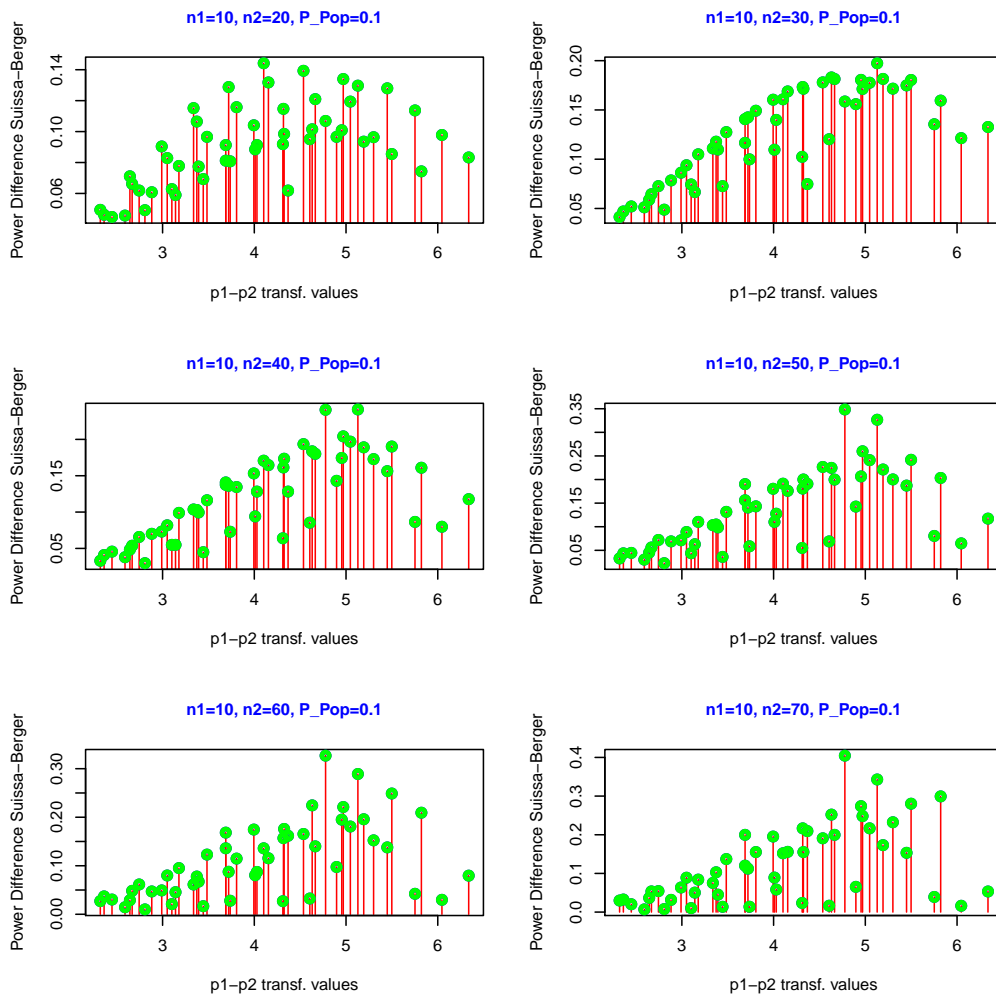 n1=10, n2=20, P_Pop=0.1
Power Difference Suissa−Berger
0.06
0.10
0.14
3
4
5
6
p1−p2 transf. values
n1=10, n2=30, P_Pop=0.1
Power Difference Suissa−Berger
0.05
0.10
0.15
0.20
3
4
5
6
p1−p2 transf. values
n1=10, n2=40, P_Pop=0.1
Power Difference Suissa−Berger
0.05
0.15
3
4
5
6
p1−p2 transf. values
n1=10, n2=50, P_Pop=0.1
Power Difference Suissa−Berger
0.05
0.15
0.25
0.35
3
4
5
6
p1−p2 transf. values
n1=10, n2=60, P_Pop=0.1
Power Difference Suissa−Berger
0.00
0.10
0.20
0.30
3
4
5
6
p1−p2 transf. values
n1=10, n2=70, P_Pop=0.1
Power Difference Suissa−Berger
0.0
0.1
0.2
0.3
0.4
3
4
5
6
p1−p2 transf. values